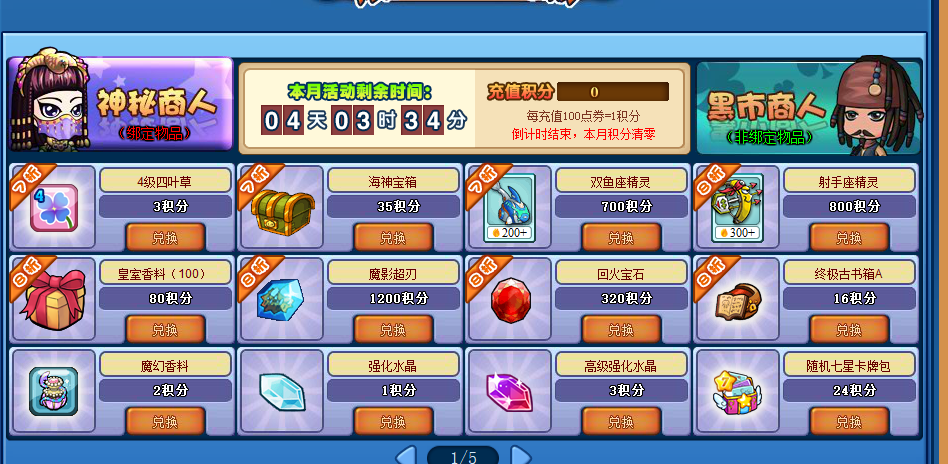 神秘商人
(绑定物品)
本月活动剩余时间:
04天03时34分
充值积分 0
每充值100点券=1积分
倒计时结束，本月积分清零
黑市商人
(非绑定物品)
7折
4级四叶草
3积分
兑换
7折
海神宝箱
35积分
兑换
7折
200+
双鱼座精灵
700积分
兑换
8折
300+
射手座精灵
800积分
兑换
8折
皇室香料（100）
80积分
兑换
8折
魔影超刃
1200积分
兑换
8折
回火宝石
320积分
兑换
8折
终极古书箱A
16积分
兑换
魔幻香料
2积分
兑换
强化水晶
1积分
兑换
高级强化水晶
3积分
兑换
随机七星卡牌包
24积分
兑换
1/5